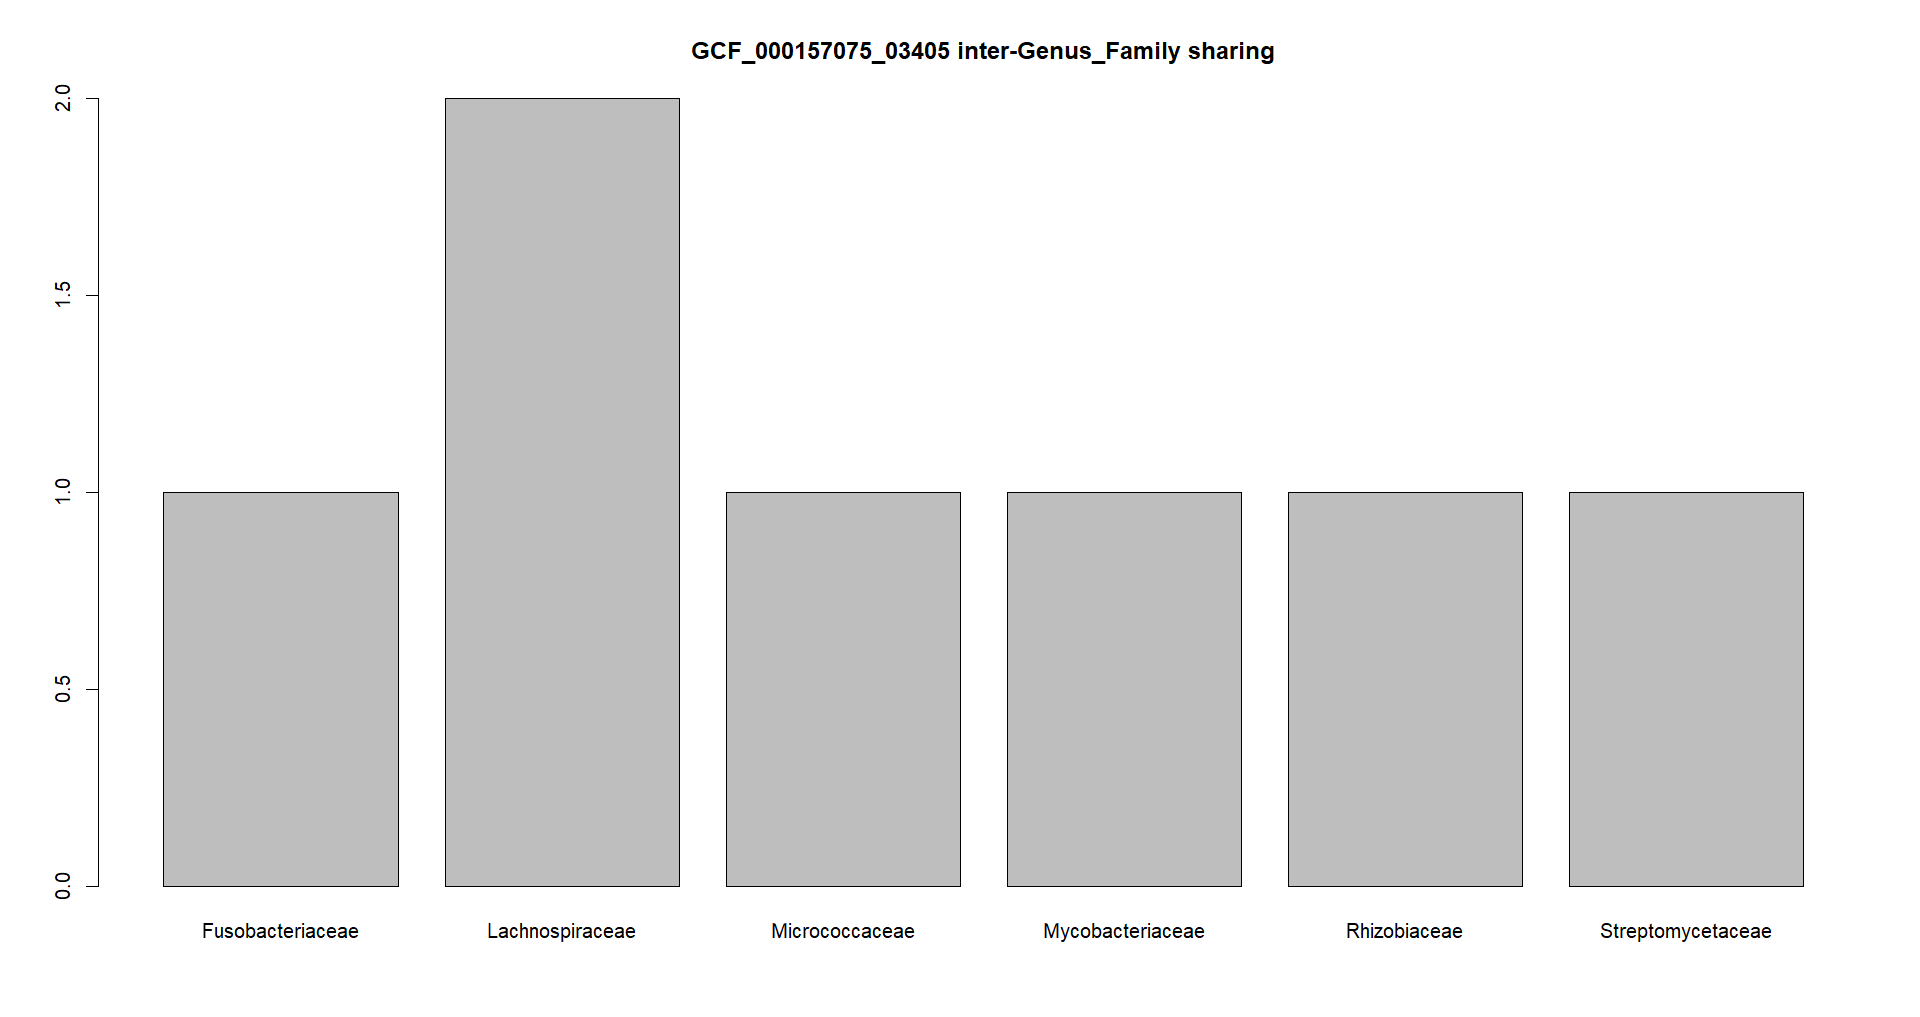 GCF_000157075_03405 inter-Genus_Family sharing
2.0
1.5
1.0
0.5
0.0
Fusobacteriaceae Lachnospiraceae Micrococcaceae Mycobacteriaceae Rhizobiaceae Streptomycetaceae